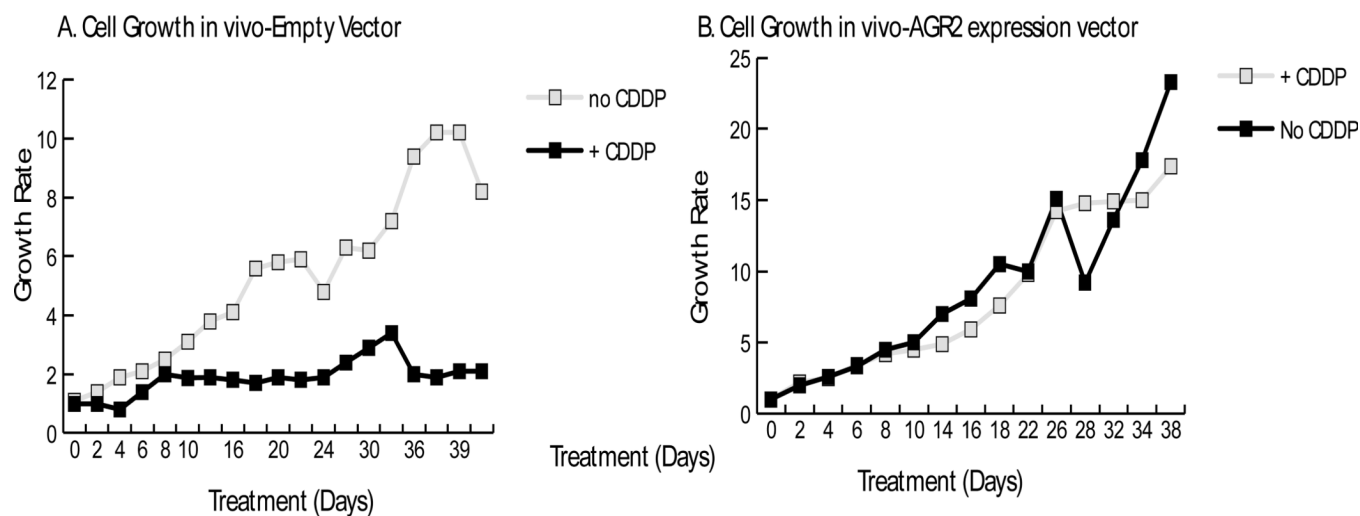 A. Cell Growth in vivo-Empty Vector
12
10
8
6
4
2
0
Growth Rate
0 2 4 6 8 10 16 20 24 30 36 39
Treatment (Days)
no CDDP
+ CDDP
Treatment (Days)
B. Cell Growth in vivo-AGR2 expression vector
25
20
15
10
5
0
Growth Rate
0 2 4 6 8 10 14 16 18 22 26 28 32 34 38
Treatment (Days)
+ CDDP
No CDDP